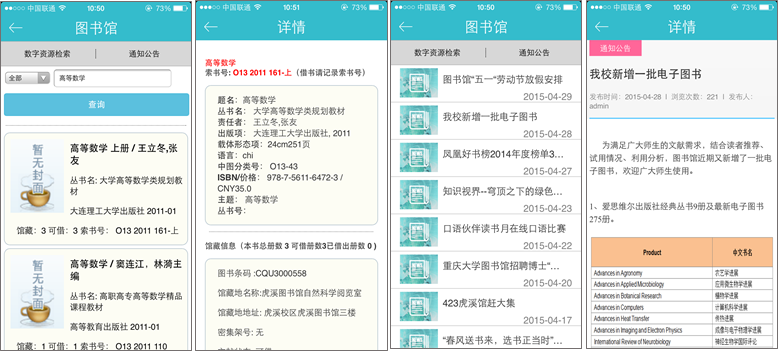 中国联通 10:50 73%
图书馆
数字资源检索 通知公告
全部 高等数学
查询
暂无封面
高等数学 上册 / 王立冬,张友
丛书名: 大学高等数学类规划教材
大连理工大学出版社 2011-01
馆藏: 3 可借: 3 索书号: O13 2011 161-上
暂无封面
高等数学 / 窦连江，林漪主编
丛书名: 高职高专高等数学精品课程教材
高等教育出版社 2011-01
馆藏: 1 可借: 1 索书号: O13 2011 110
中国联通 10:51 73%
详情
高等数学
索书号: O13 2011 161-上（借书请记录索书号）
题名： 高等数学
丛书名： 大学高等数学类规划教材
责任者： 王立冬,张友
出版项： 大连理工大学出版社, 2011
载体形态项： 24cm251页
语言： chi
中图分类号： O13-43
ISBN/价格： 978-7-5611-6472-3 /
CNY35.0
主题： 高等数学
丛书号：
馆藏信息（本书总册数 3 可借册数3已借出册数 0 ）
图书条码 :CQU3000558
馆藏地名称:虎溪图书馆自然科学阅览室
馆藏地地址: 虎溪校区虎溪图书馆三楼
密集架号: 无
中国联通 10:50 73%
图书馆
数字资源检索 通知公告
图书馆“五一”劳动节放假安排
2015-04-29
我校新增一批电子图书
2015-04-28
凤凰好书榜2014年度榜单3…
2015-04-27
知识视界--穹顶之下的绿色…
2015-04-23
口语伙伴读书月在线口语比赛
2015-04-22
重庆大学图书馆招聘博士“…
2015-04-20
423虎溪馆赶大集
2015-04-17
“春风送书来，选书正当时”…
中国联通 10:50 73%
详情
通知公告
我校新增一批电子图书
发布时间：2015-04-28 I 浏览次数：221 I 发布人：
admin
为满足广大师生的文献需求，结合读者推荐、
试用情况、利用分析，图书馆近期又新增了一批电
子图书，欢迎广大师生使用。
1、爱思维尔出版社经典丛书9册及最新电子图书
275册。
Product 中文书名
Advances in Agronomy 农艺学进展
Advances in Applied Microbiology 应用微生物学进展
Advances in Botanical Research 植物学进展
Advances in Computers 计算机科学进展
Advances in Heat Transfer 传热进展
Advances in Imaging and Electron Physics 成像与电子物理学进展
International Review of Neurobiology 神经生物学国际评论